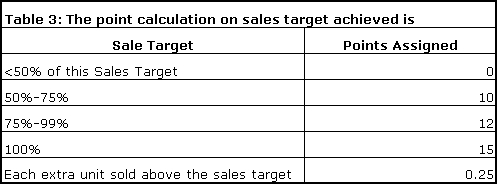 Table 3: The point calculation on sales target achieved is
Sale Target Points Assigned
<50% of this Sales Target 0
50%-75% 10
75%-99% 12
100% 15
Each extra unit sold above the sales target 0.25